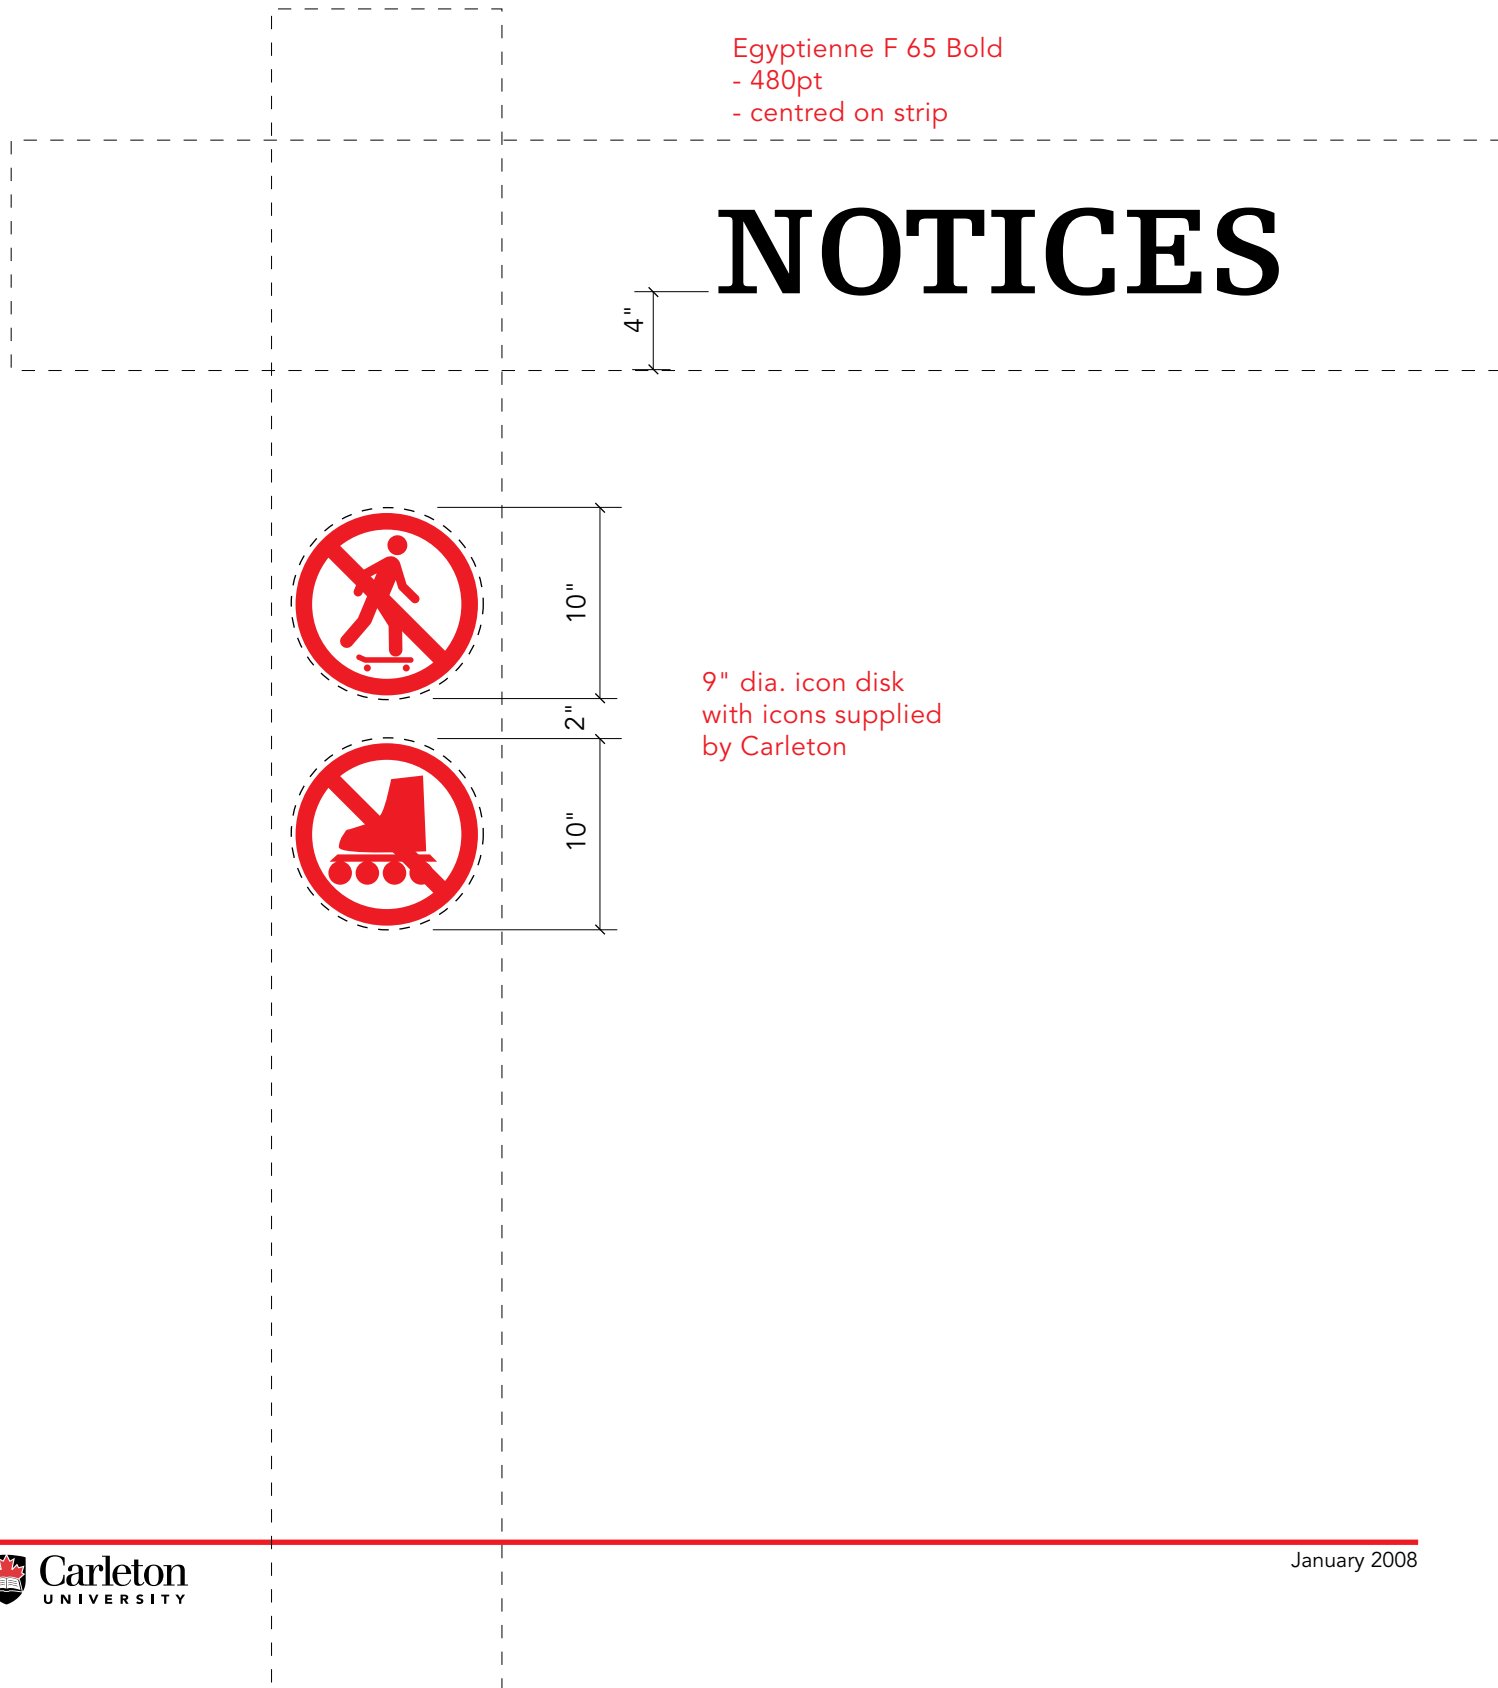 Egyptienne F 65 Bold
- 480pt
- centred on strip
NOTICES
4"
10"
2"
9" dia. icon disk
with icons supplied
by Carleton
10"
January 2008
Carleton
UNIVERSITY